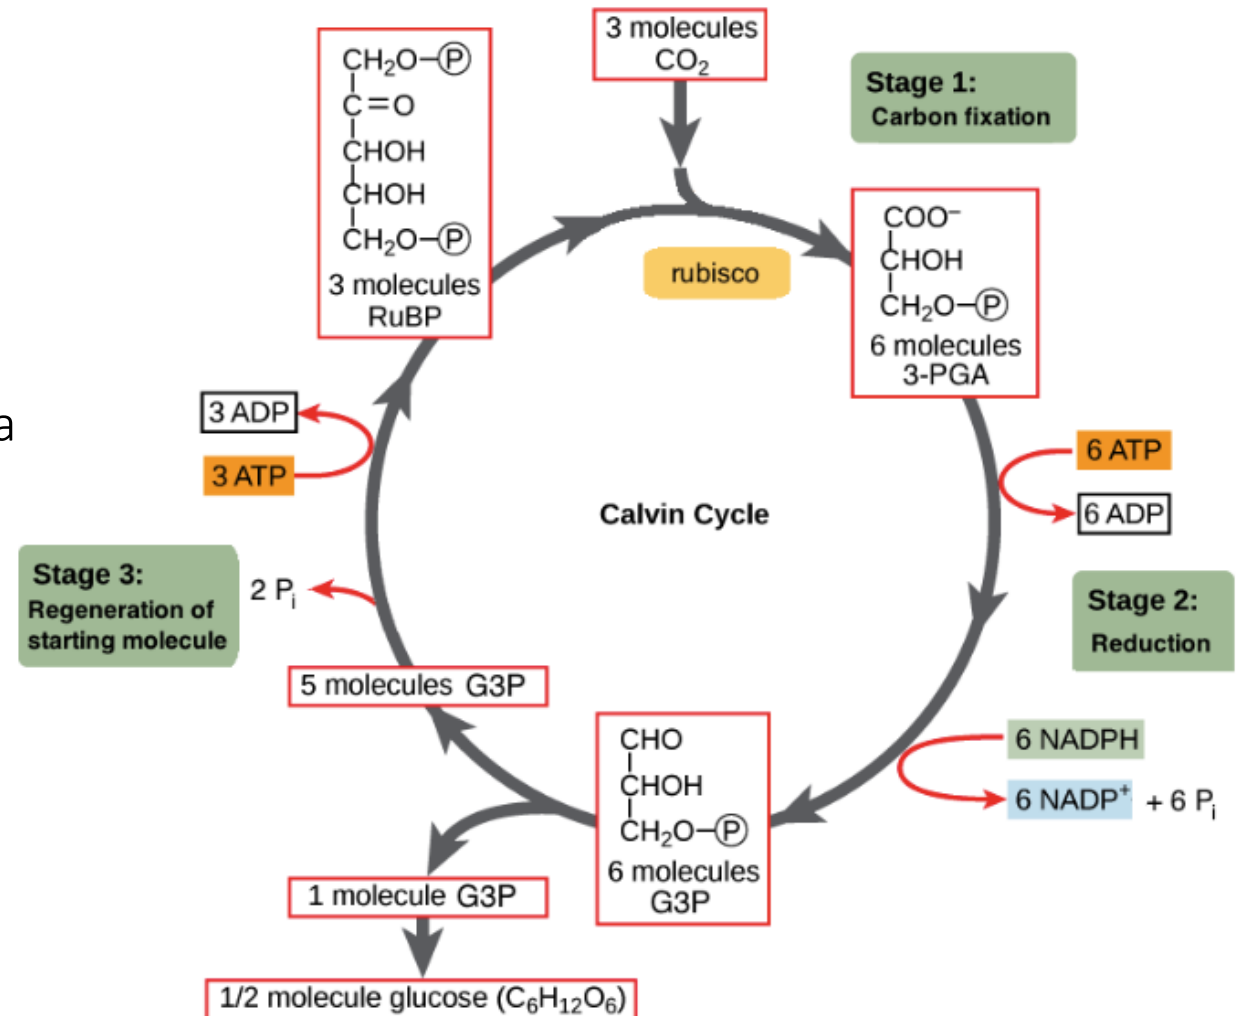 3 molecules
CO₂
Stage 1:
Carbon fixation
CH₂O–Ⓟ
C=O
CHOH
CHOH
CH₂O–Ⓟ
3 molecules
RuBP
rubisco
COO⁻
CHOH
CH₂O–Ⓟ
6 molecules
3-PGA
a
3 ADP
3 ATP
6 ATP
6 ADP
Calvin Cycle
Stage 3:
Regeneration of
starting molecule
2 Pᵢ
Stage 2:
Reduction
5 molecules G3P
CHO
CHOH
CH₂O–Ⓟ
6 molecules
G3P
6 NADPH
6 NADP⁺ + 6 Pᵢ
1 molecule G3P
1/2 molecule glucose (C₆H₁₂O₆)